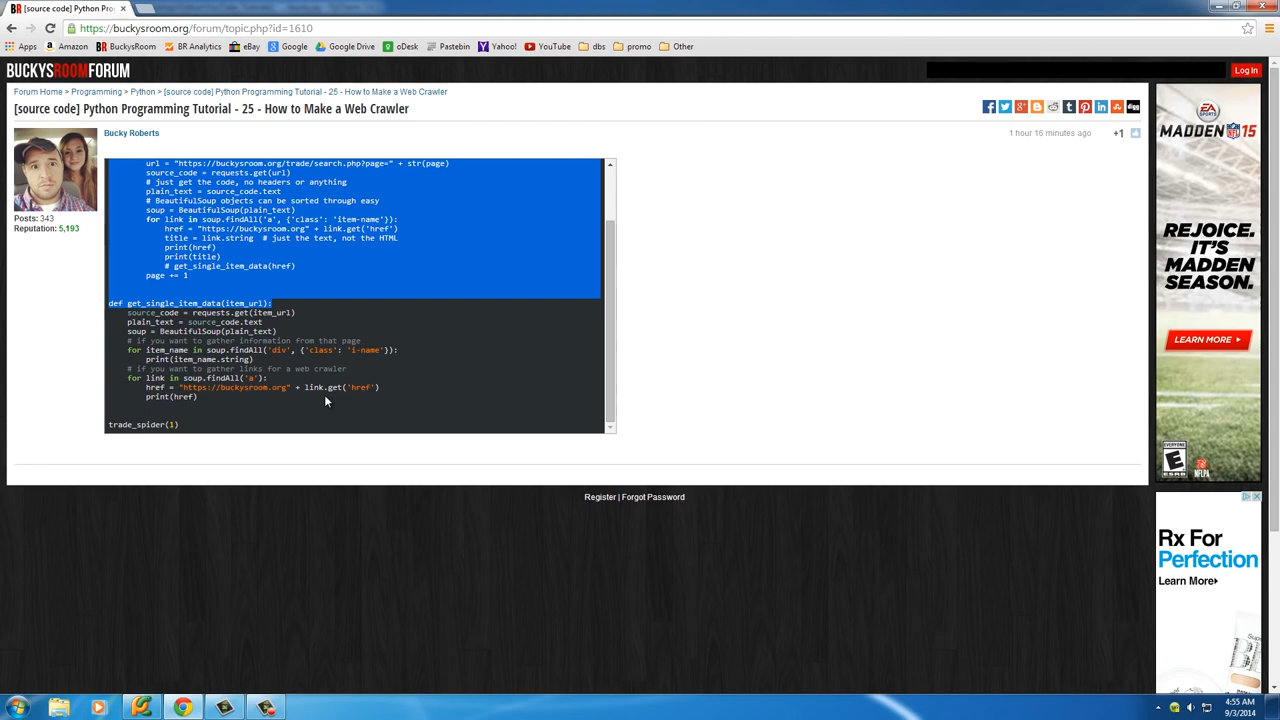 [source code] Python Pro
https://buckysroom.org/forum/topic.php?id=1610
Apps Amazon BuckysRoom BR Analytics eBay Google Google Drive oDesk Pastebin Yahoo! YouTube dbs promo Other
BUCKYSROOMFORUM
Log In
Forum Home > Programming > Python > [source code] Python Programming Tutorial - 25 - How to Make a Web Crawler
[source code] Python Programming Tutorial - 25 - How to Make a Web Crawler
Bucky Roberts
1 hour 16 minutes ago +1
Posts: 343
Reputation: 5,193
url = "https://buckysroom.org/trade/search.php?page=" + str(page)
source_code = requests.get(url)
# just get the code, no headers or anything
plain_text = source_code.text
# BeautifulSoup objects can be sorted through easy
soup = BeautifulSoup(plain_text)
for link in soup.findAll('a', {'class': 'item-name'}):
href = "https://buckysroom.org" + link.get('href')
title = link.string # just the text, not the HTML
print(href)
print(title)
# get_single_item_data(href)
page += 1
def get_single_item_data(item_url):
source_code = requests.get(item_url)
plain_text = source_code.text
soup = BeautifulSoup(plain_text)
# if you want to gather information from that page
for item_name in soup.findAll('div', {'class': 'i-name'}):
print(item_name.string)
# if you want to gather links for a web crawler
for link in soup.findAll('a'):
href = "https://buckysroom.org" + link.get('href')
print(href)
trade_spider(1)
Register | Forgot Password
EA
SPORTS
MADDEN NFL 15
REJOICE.
IT'S
MADDEN
SEASON.
LEARN MORE
EVERYONE
E
ESRB
NFLPA
Rx For
Perfection
Learn More
4:55 AM
9/3/2014